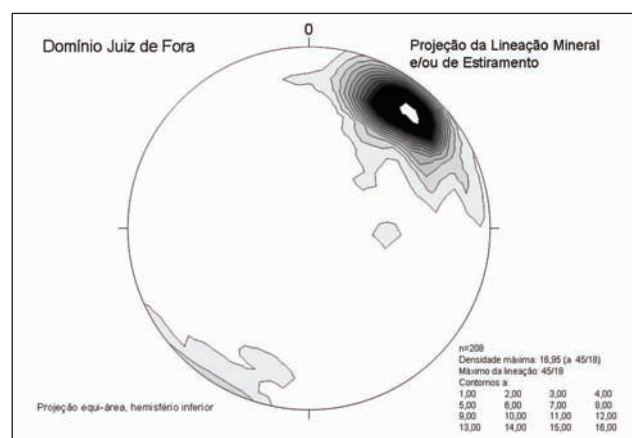 Domínio Juiz de Fora
0
Projeção da Lineação Mineral
e/ou de Estiramento
n=208
Densidade máxima: 16,95 (a 45/18)
Máximo da lineação: 45/18
Contornos a:
1,00 2,00 3,00 4,00
5,00 6,00 7,00 8,00
9,00 10,00 11,00 12,00
13,00 14,00 15,00 16,00
Projeção equi-área, hemisfério inferior